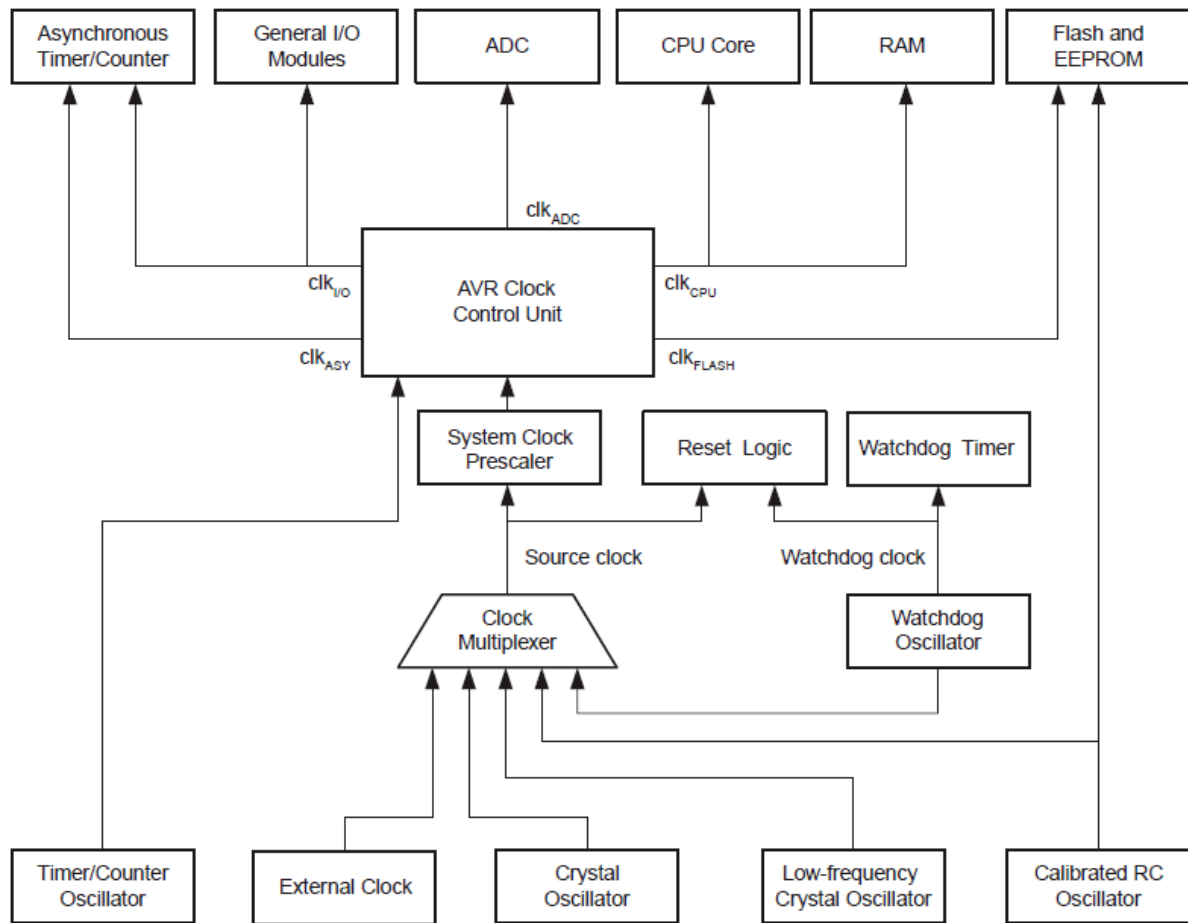 Asynchronous
Timer/Counter
General I/O
Modules
ADC
CPU Core
RAM
Flash and
EEPROM
clkADC
clkI/O
AVR Clock
Control Unit
clkCPU
clkASY
clkFLASH
System Clock
Prescaler
Reset Logic
Watchdog Timer
Source clock
Watchdog clock
Clock
Multiplexer
Watchdog
Oscillator
Timer/Counter
Oscillator
External Clock
Crystal
Oscillator
Low-frequency
Crystal Oscillator
Calibrated RC
Oscillator